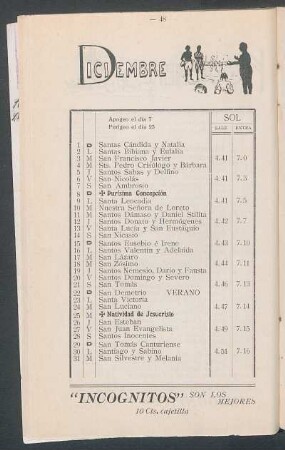 — 48
DICIEMBRE
Apogeo el día 7
Perigeo el día 23
SOL
SALE ENTRA
1 D Santas Cándida y Natalia
2 L Santas Bibiana y Eulalia
3 M San Francisco Javier 4.41 7.0
4 M Sto. Pedro Crisólogo y Bárbara
5 J Santos Sabas y Delfino
6 V San Nicolás 4.41 7.3
7 S San Ambrosio
8 D ✠ Purísima Concepción
9 L Santa Leocadia 4.41 7.5
10 M Nuestra Señora de Loreto
11 M Santos Dámaso y Daniel Stilita
12 J Santos Donato y Hermógenes 4.42 7.7
13 V Santa Lucía y San Eustaquio
14 S San Nicasio
15 D Santos Eusebio é Irene 4.43 7.10
16 L Santos Valentín y Adelaida
17 M San Lázaro
18 M San Zósimo 4.44 7.11
19 J Santos Nemesio, Darío y Fausta
20 V Santos Domingo y Severo
21 S San Tomás 4.46 7.13
22 D San Demetrio VERANO
23 L Santa Victoria
24 M San Luciano 4.47 7.14
25 M ✠ Natividad de Jesucristo
26 J San Esteban
27 V San Juan Evangelista 4.49 7.15
28 S Santos Inocentes
29 D San Tomás Canturiense
30 L Santiago y Sabino 4.51 7.16
31 M San Silvestre y Melania
"INCOGNITOS" SON LOS
MEJORES
10 Cts. cajetilla